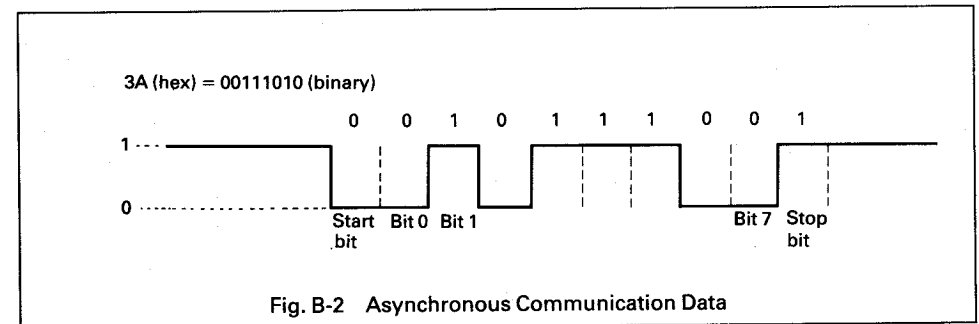 3A (hex) = 00111010 (binary)
0 0 1 0 1 1 1 0 0 1
1
0
Start bit Bit 0 Bit 1 Bit 7 Stop bit
Fig. B-2 Asynchronous Communication Data